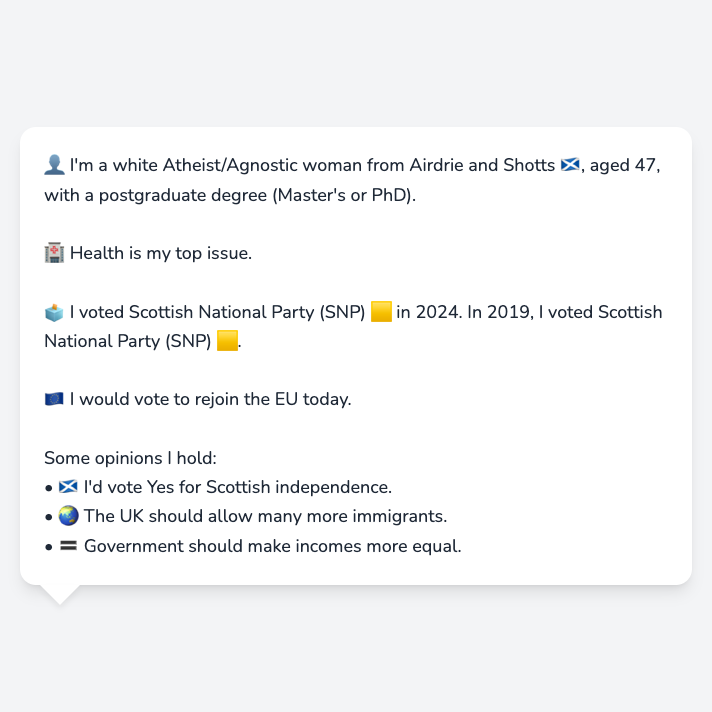 👤 I'm a white Atheist/Agnostic woman from Airdrie and Shotts 🏴󠁧󠁢󠁳󠁣󠁴󠁿, aged 47,
with a postgraduate degree (Master's or PhD).
🏥 Health is my top issue.
🗳️ I voted Scottish National Party (SNP) 🟨 in 2024. In 2019, I voted Scottish
National Party (SNP) 🟨.
🇪🇺 I would vote to rejoin the EU today.
Some opinions I hold:
• 🏴󠁧󠁢󠁳󠁣󠁴󠁿 I'd vote Yes for Scottish independence.
• 🌏 The UK should allow many more immigrants.
• 🟰 Government should make incomes more equal.